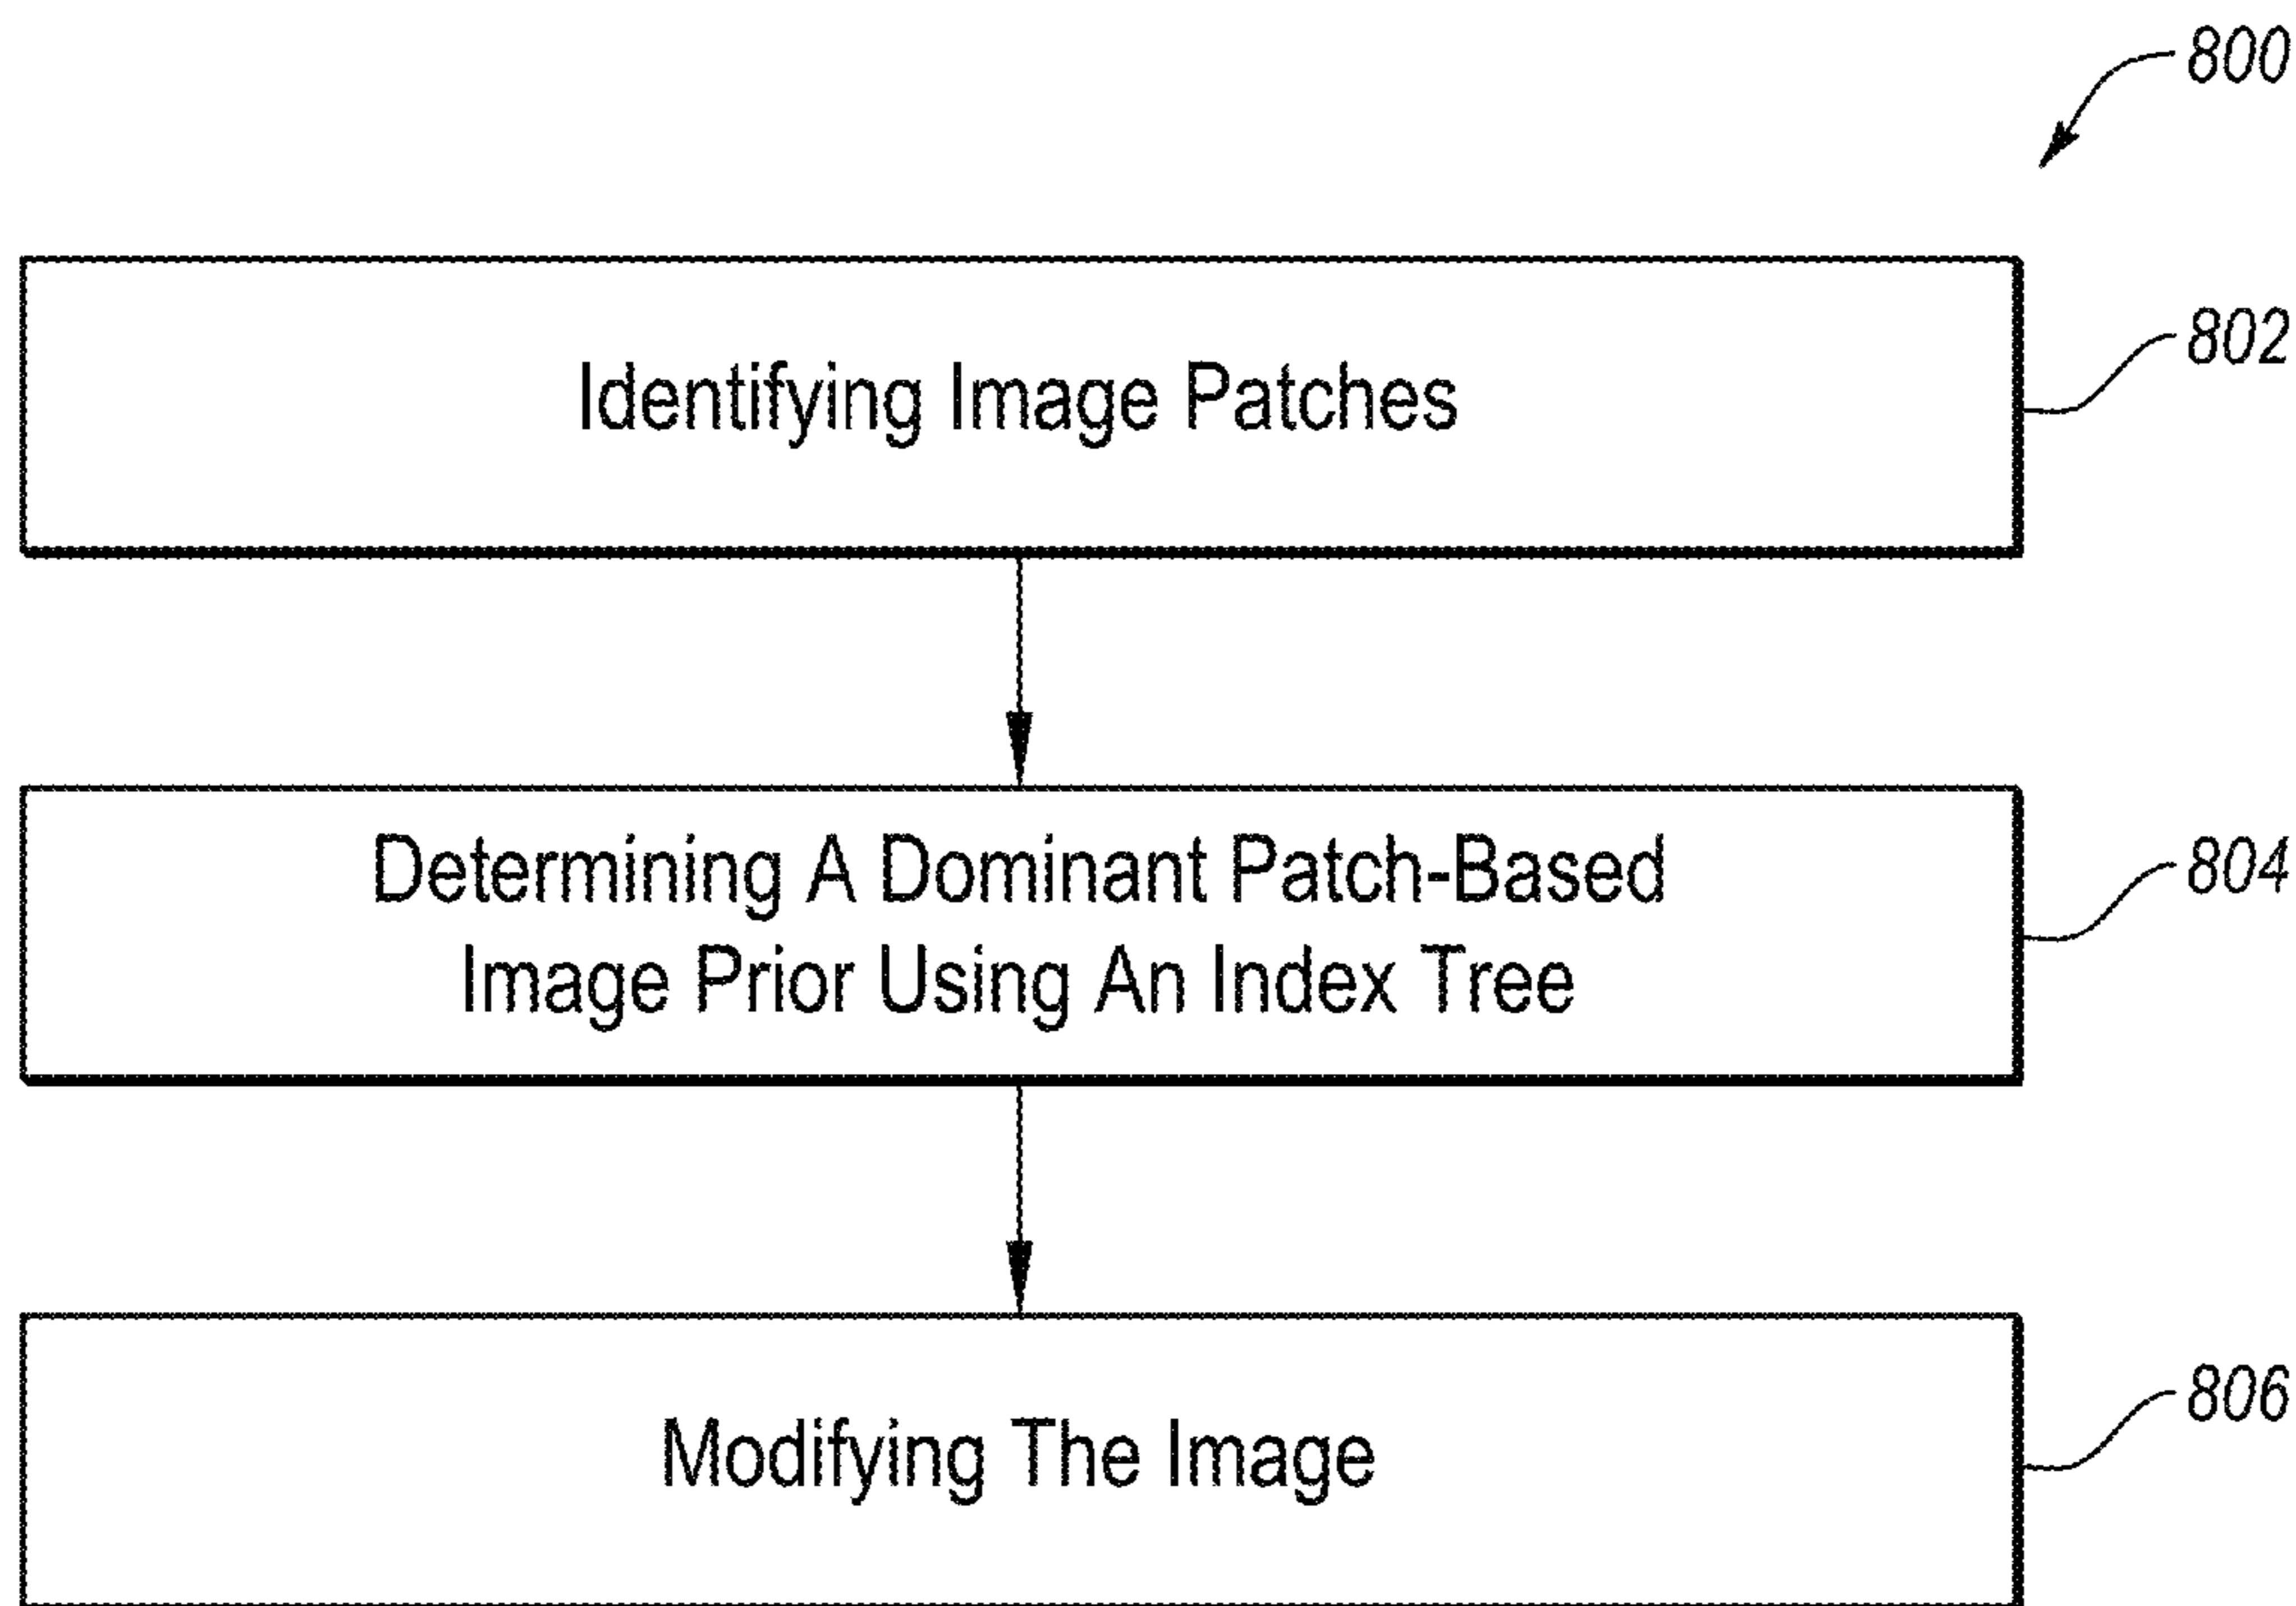 800
Identifying Image Patches
802
Determining A Dominant Patch-Based
Image Prior Using An Index Tree
804
Modifying The Image
806